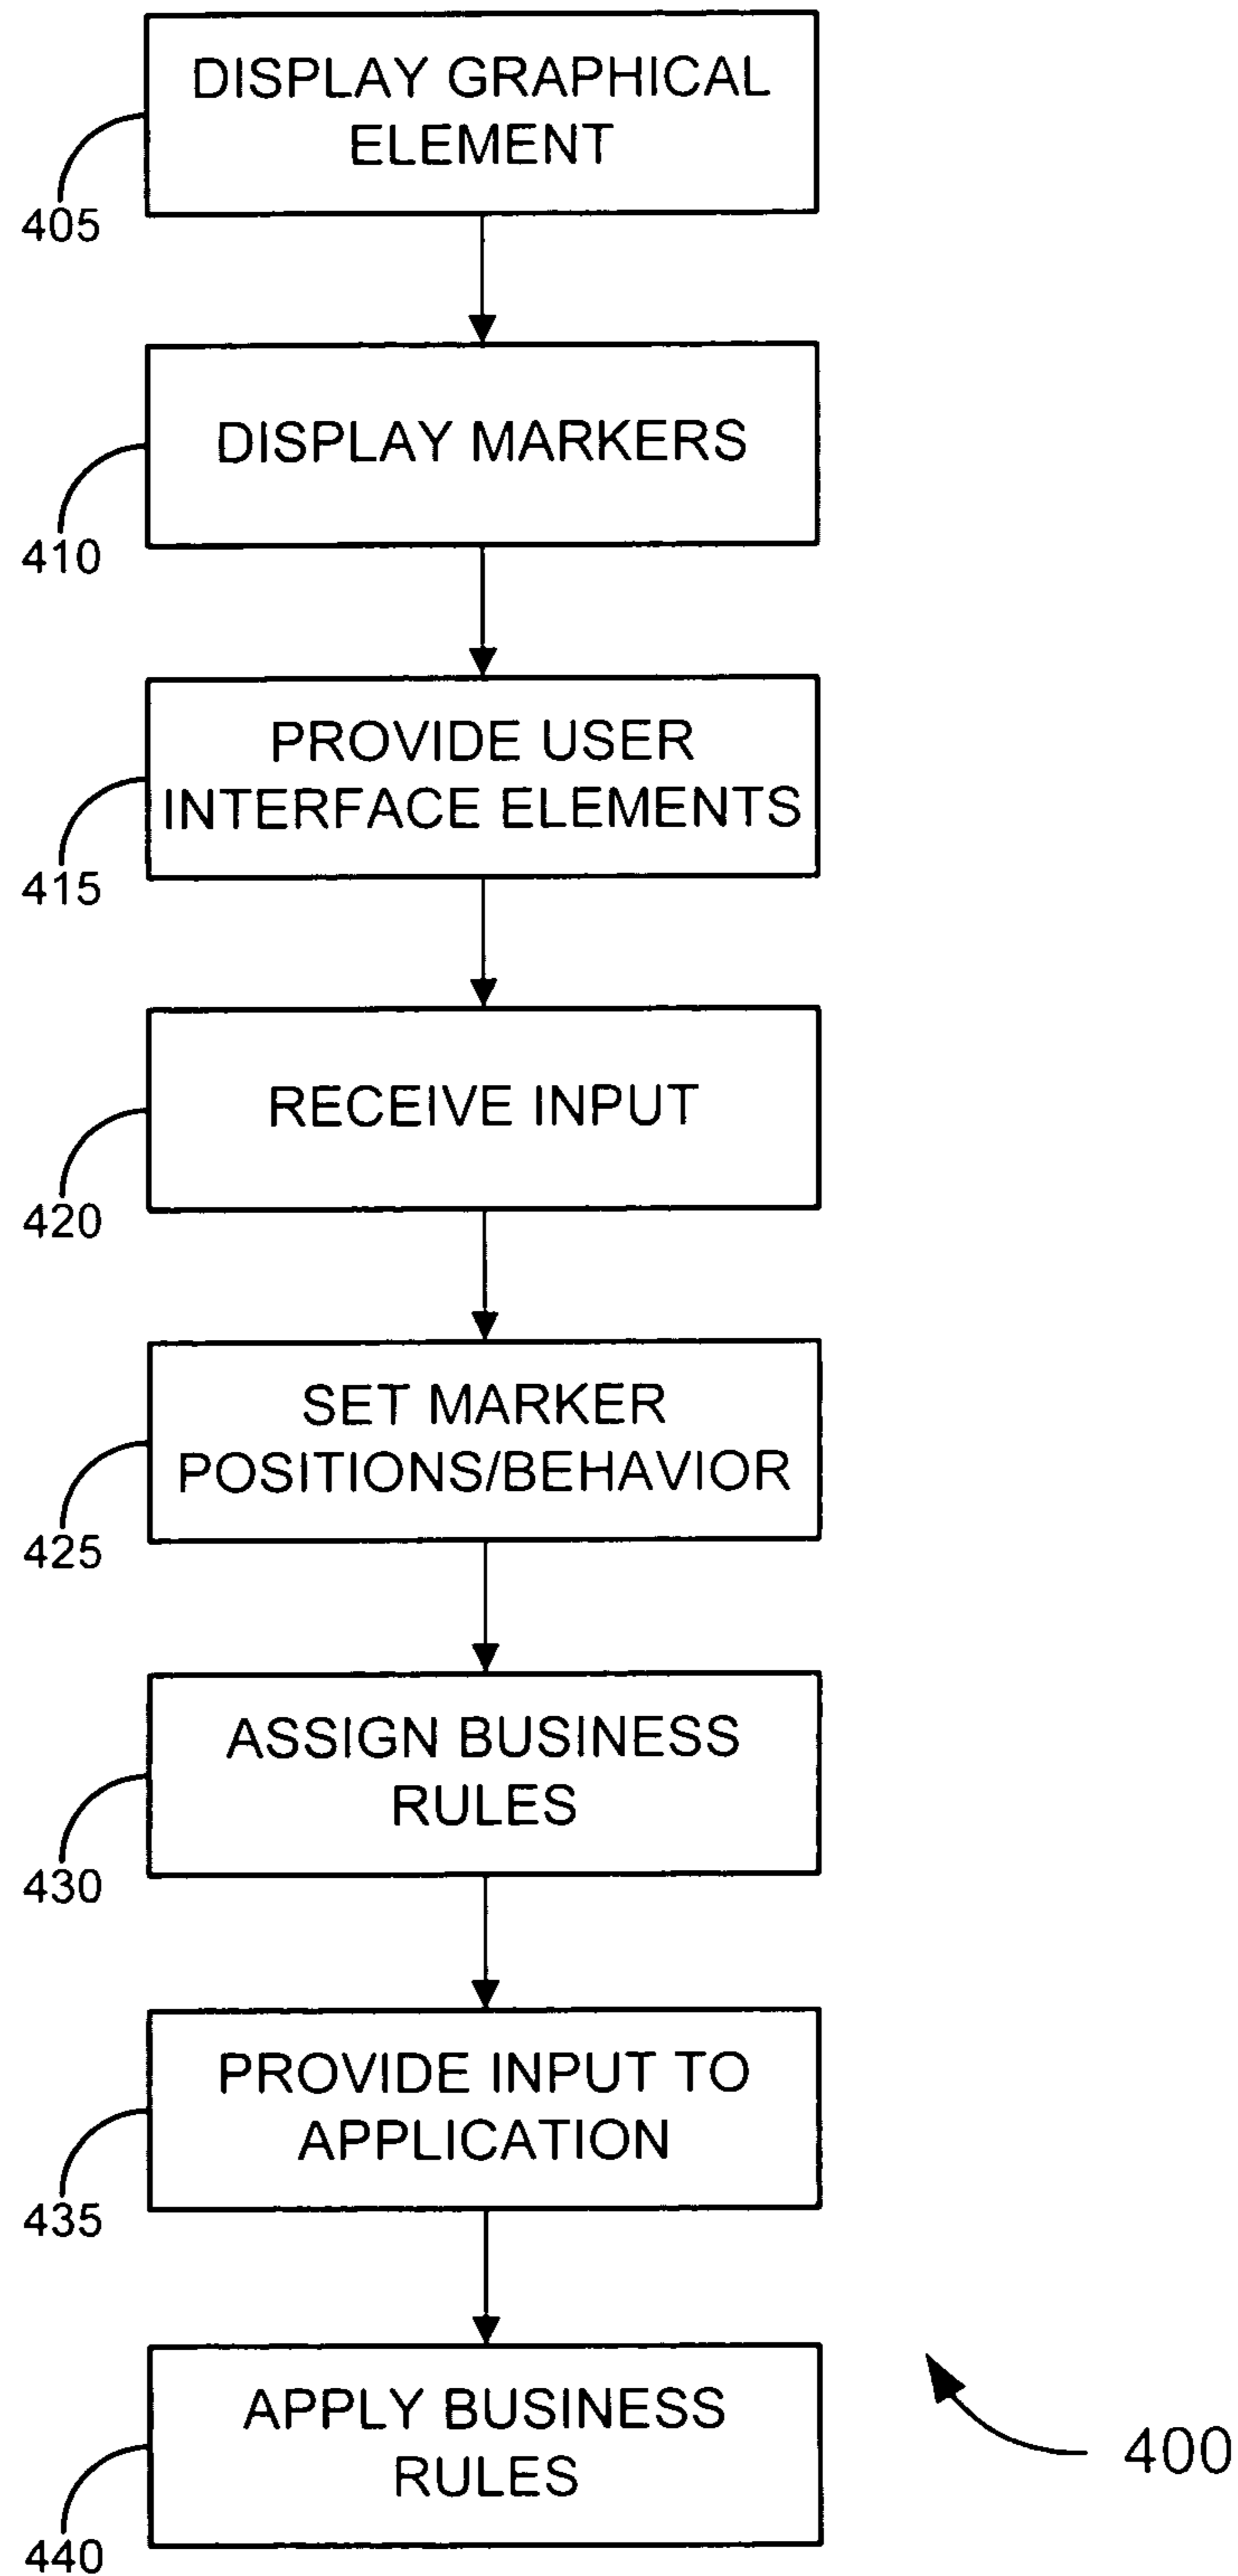 DISPLAY GRAPHICAL
ELEMENT
405
DISPLAY MARKERS
410
PROVIDE USER
INTERFACE ELEMENTS
415
RECEIVE INPUT
420
SET MARKER
POSITIONS/BEHAVIOR
425
ASSIGN BUSINESS
RULES
430
PROVIDE INPUT TO
APPLICATION
435
APPLY BUSINESS
RULES
440
400